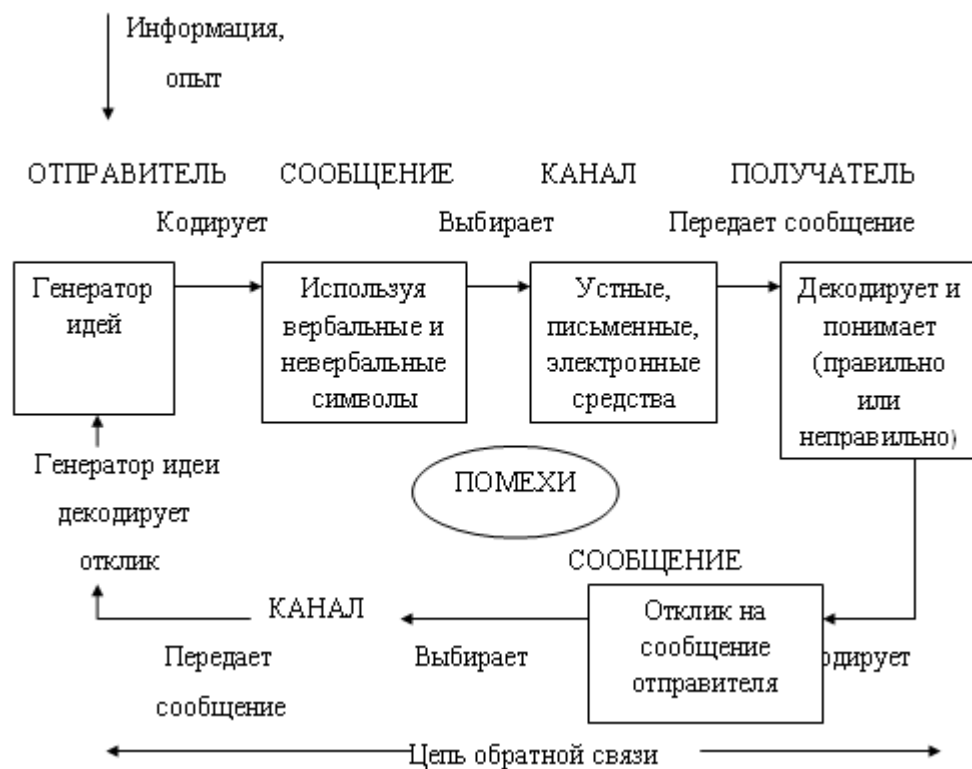 Информация,
опыт
ОТПРАВИТЕЛЬ СООБЩЕНИЕ КАНАЛ ПОЛУЧАТЕЛЬ
Кодирует Выбирает Передает сообщение
Генератор
идей
Используя
вербальные и
невербальные
символы
Устные,
письменные,
электронные
средства
Декодирует и
понимает
(правильно
или
неправильно)
Генератор идеи
декодирует
отклик
ПОМЕХИ
СООБЩЕНИЕ
Отклик на
сообщение
отправителя
одирует
КАНАЛ
Выбирает
Передает
сообщение
Цепь обратной связи